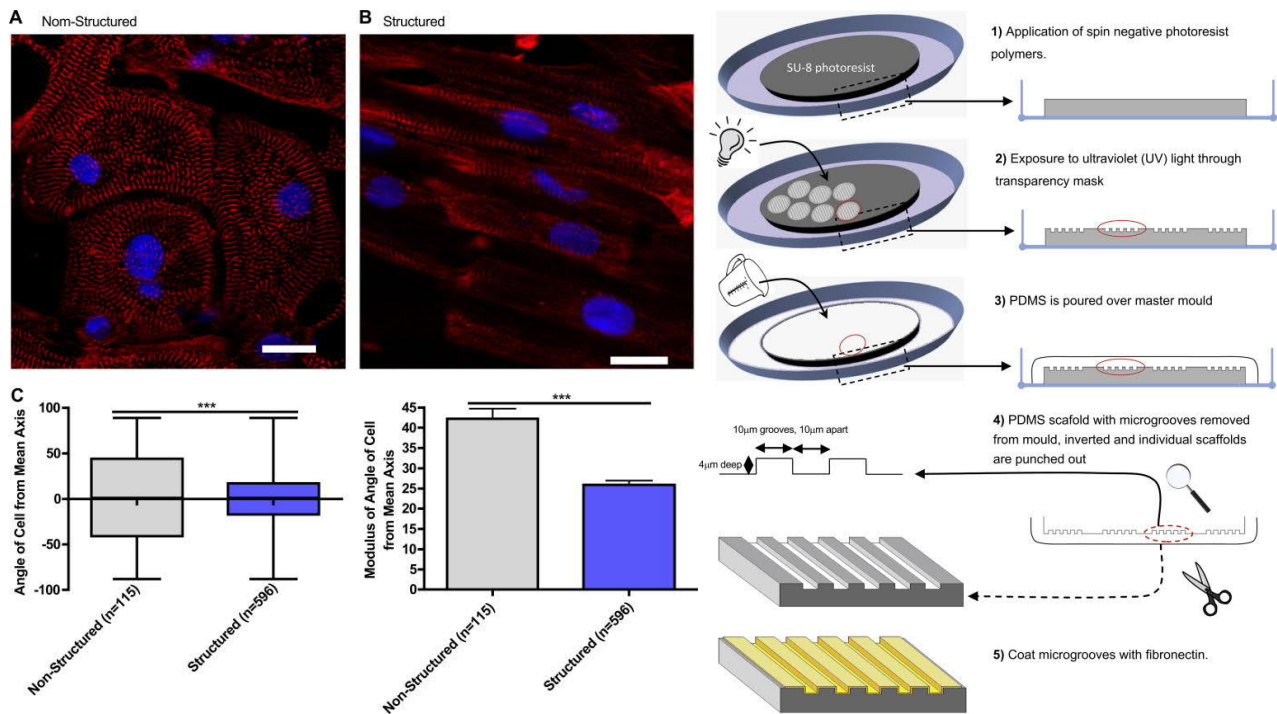 A
Nom-Structured
B
Structured
C
Angle of Cell from Mean Axis
100
50
0
-50
-100
***
Non-Structured (n=115)
Structured (n=596)
Modulus of Angle of Cell
from Mean Axis
45
40
35
30
25
20
15
10
5
0
***
Non-Structured (n=115)
Structured (n=596)
SU-8 photoresist
1) Application of spin negative photoresist
polymers.
2) Exposure to ultraviolet (UV) light through
transparency mask
3) PDMS is poured over master mould
4) PDMS scafold with microgrooves removed
from mould, inverted and individual scaffolds
are punched out
10μm grooves, 10μm apart
4μm deep
5) Coat microgrooves with fibronectin.